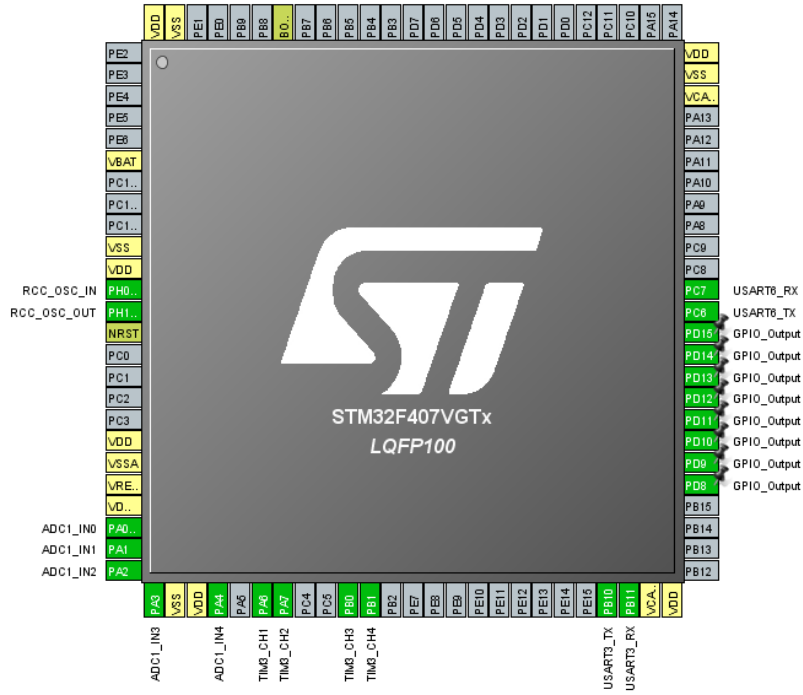 VDD VSS PE1 PE0 PB9 PB8 BO.. PB7 PB6 PB5 PB4 PB3 PD7 PD6 PD5 PD4 PD3 PD2 PD1 PD0 PC12 PC11 PC10 PA15 PA14
PE2 VDD
PE3 VSS
PE4 VCA..
PE5 PA13
PE6 PA12
VBAT PA11
PC1.. PA10
PC1.. PA9
PC1.. PA8
VSS PC9
VDD PC8
RCC_OSC_IN PH0.. PC7 USART6_RX
RCC_OSC_OUT PH1.. PC6 USART6_TX
NRST PD15 GPIO_Output
PC0 PD14 GPIO_Output
PC1 PD13 GPIO_Output
PC2 PD12 GPIO_Output
PC3 PD11 GPIO_Output
VDD PD10 GPIO_Output
VSSA PD9 GPIO_Output
VRE.. PD8 GPIO_Output
VD.. PB15
ADC1_IN0 PA0.. PB14
ADC1_IN1 PA1 PB13
ADC1_IN2 PA2 PB12
ST
STM32F407VGTx
LQFP100
PA3 VSS VDD PA4 PA5 PA6 PA7 PC4 PC5 PB0 PB1 PB2 PE7 PE8 PE9 PE10 PE11 PE12 PE13 PE14 PE15 PB10 PB11 VCA.. VDD
ADC1_IN3 ADC1_IN4 TIM3_CH1 TIM3_CH2 TIM3_CH3 TIM3_CH4 USART3_TX USART3_RX